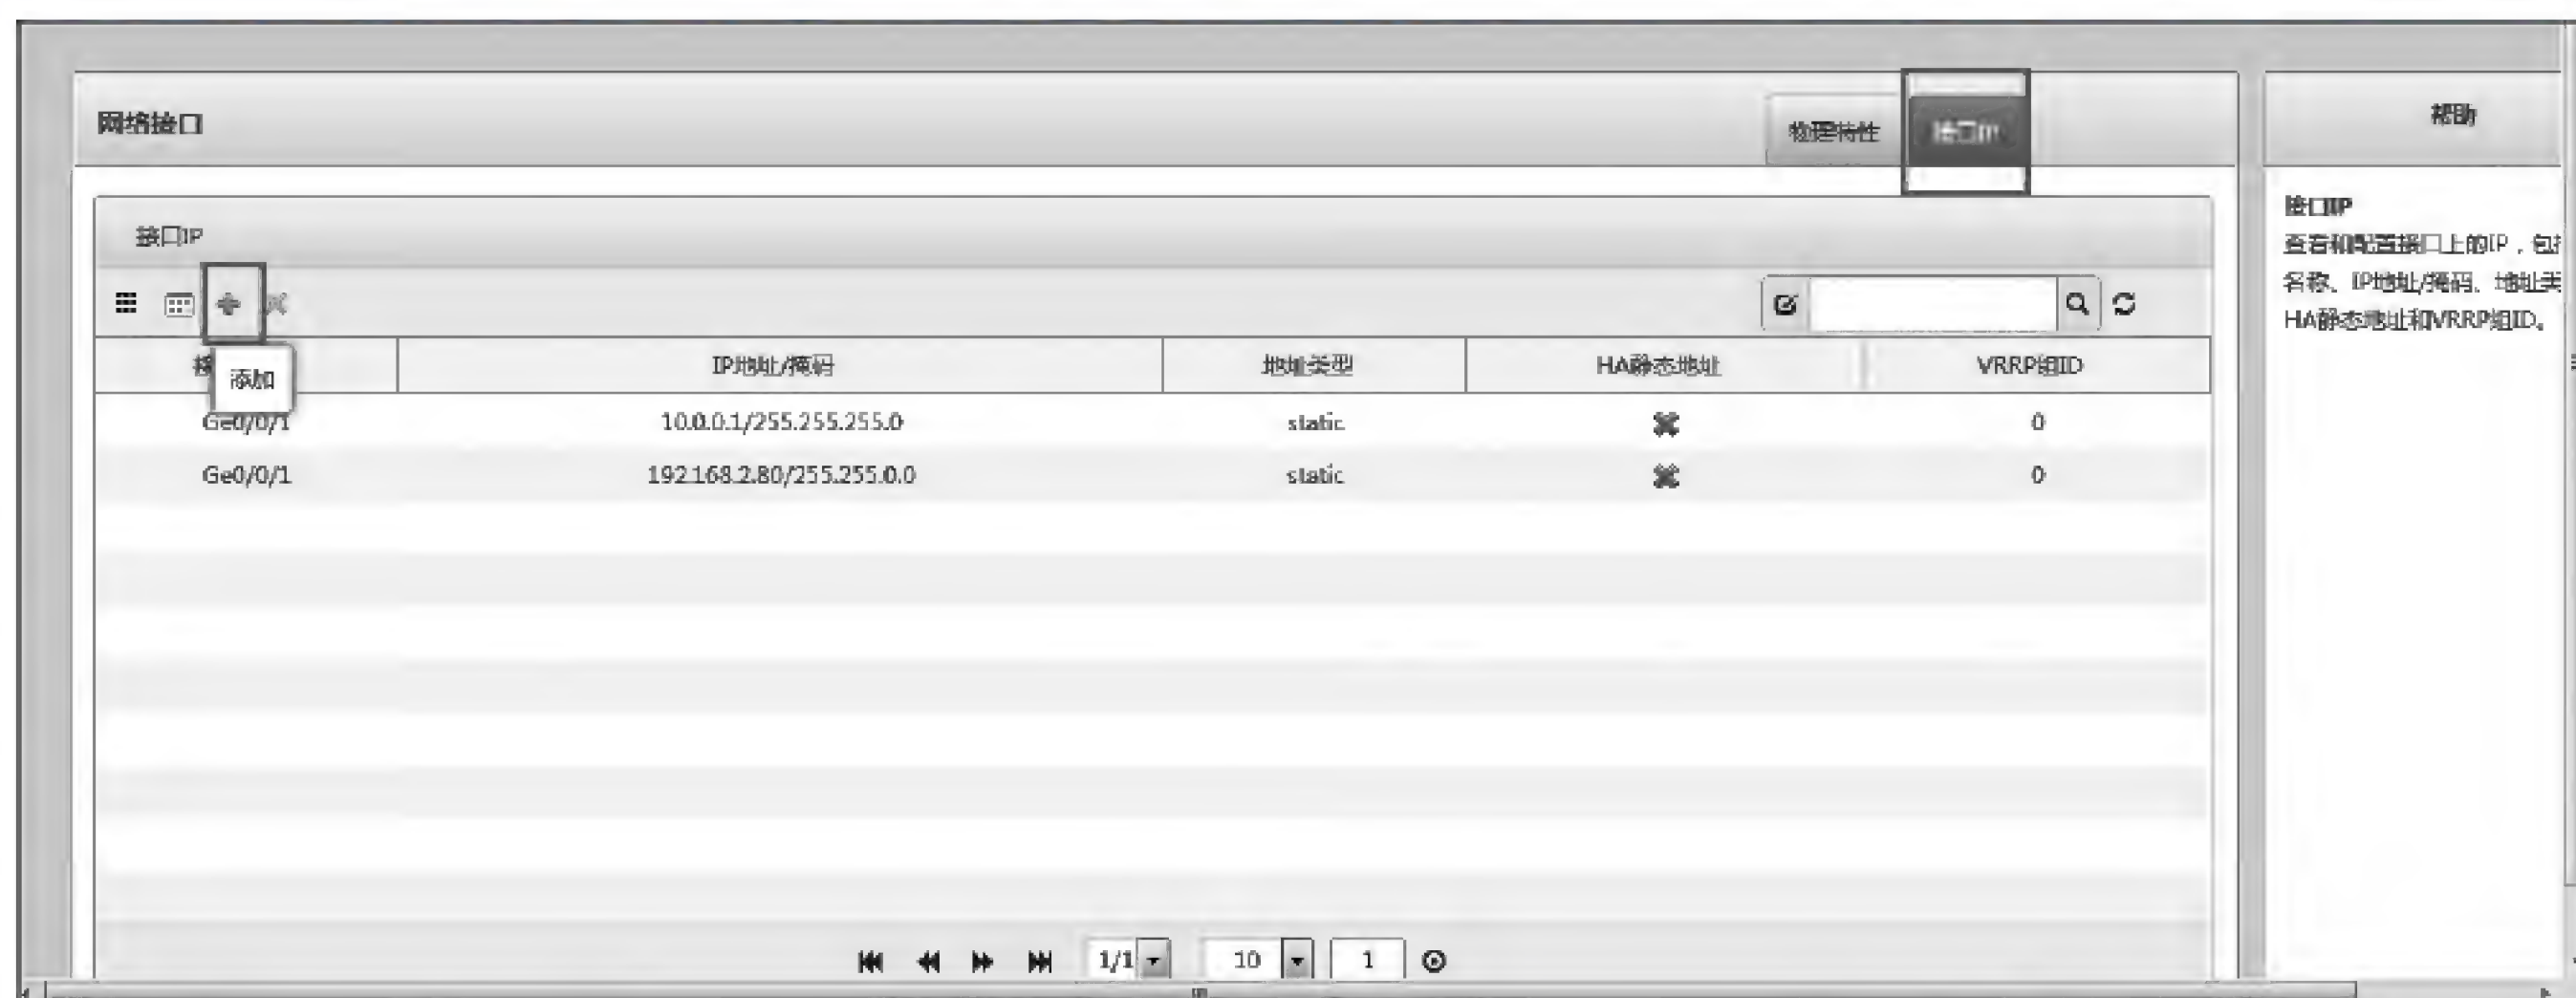 网络接口
物理特性
接口IP
帮助
接口IP
添加
IP地址/掩码
地址类型
HA静态地址
VRRP组ID
Ge0/0/1
10.0.0.1/255.255.255.0
static
0
Ge0/0/1
192.168.2.80/255.255.0.0
static
0
1/1
10
1
接口IP
查看和配置接口上的IP，包括
名称、IP地址/掩码、地址类
HA静态地址和VRRP组ID。